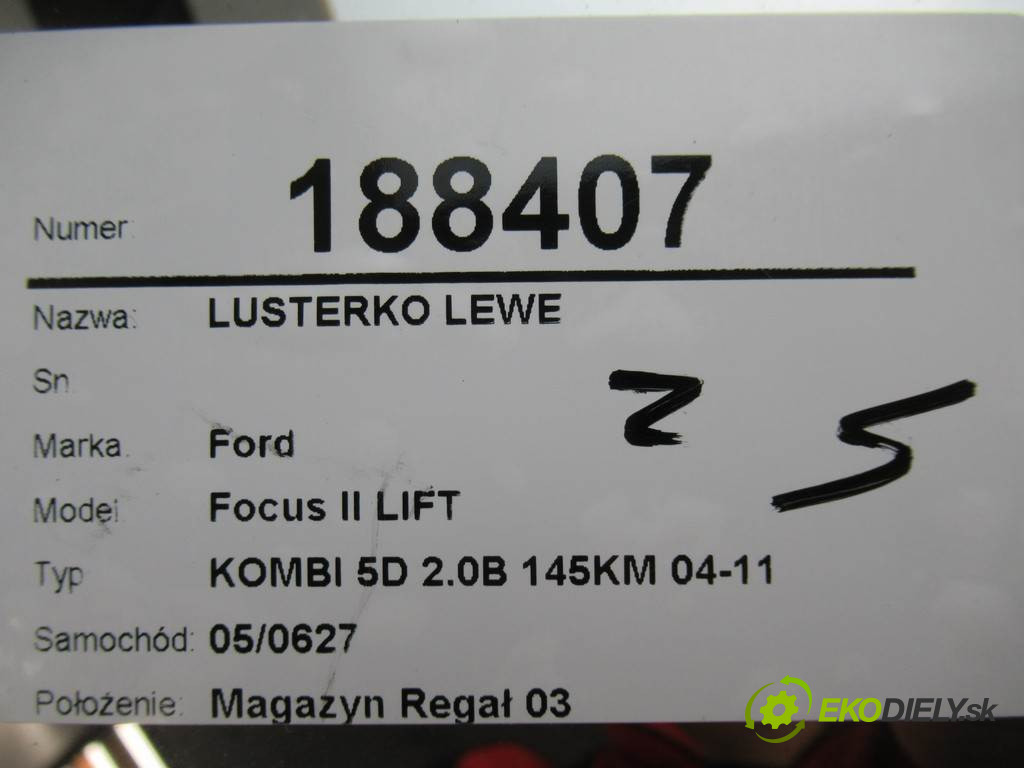 Numer: 188407
Nazwa: LUSTERKO LEWE
Sn
Marka. Ford
Model Focus II LIFT
Typ KOMBI 5D 2.0B 145KM 04-11
Samochód: 05/0627
Położenie: Magazyn Regał 03
2 5
EKODIELY.sk